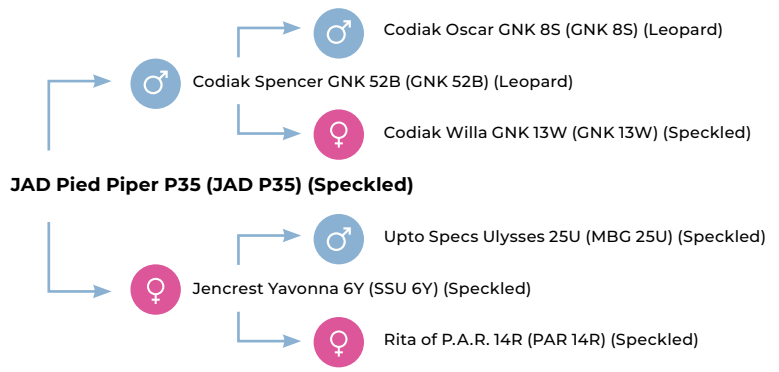 Codiak Oscar GNK 8S (GNK 8S) (Leopard)
Codiak Spencer GNK 52B (GNK 52B) (Leopard)
Codiak Willa GNK 13W (GNK 13W) (Speckled)
JAD Pied Piper P35 (JAD P35) (Speckled)
Upto Specs Ulysses 25U (MBG 25U) (Speckled)
Jencrest Yavonna 6Y (SSU 6Y) (Speckled)
Rita of P.A.R. 14R (PAR 14R) (Speckled)